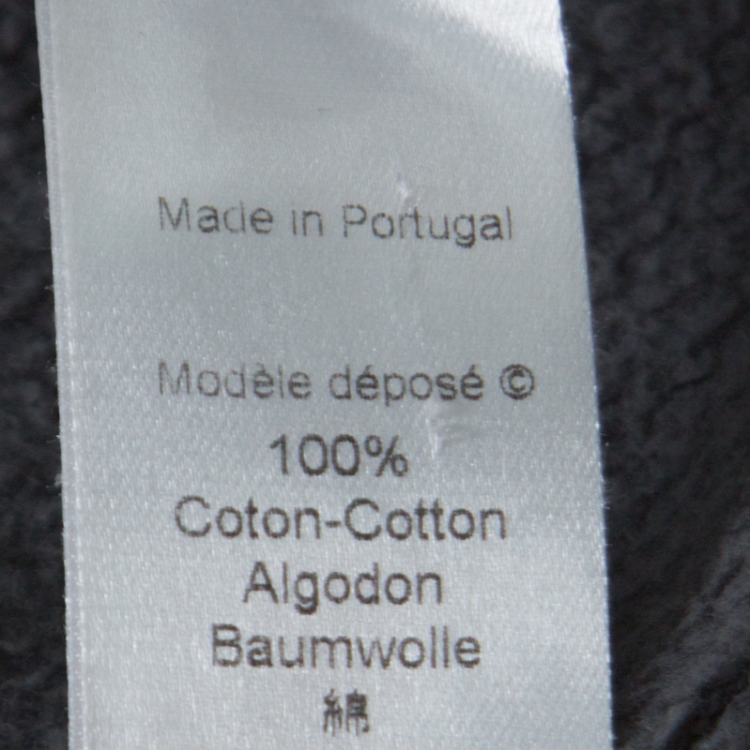 Made in Portugal
Modèle déposé ©
100%
Coton-Cotton
Algodon
Baumwolle
綿